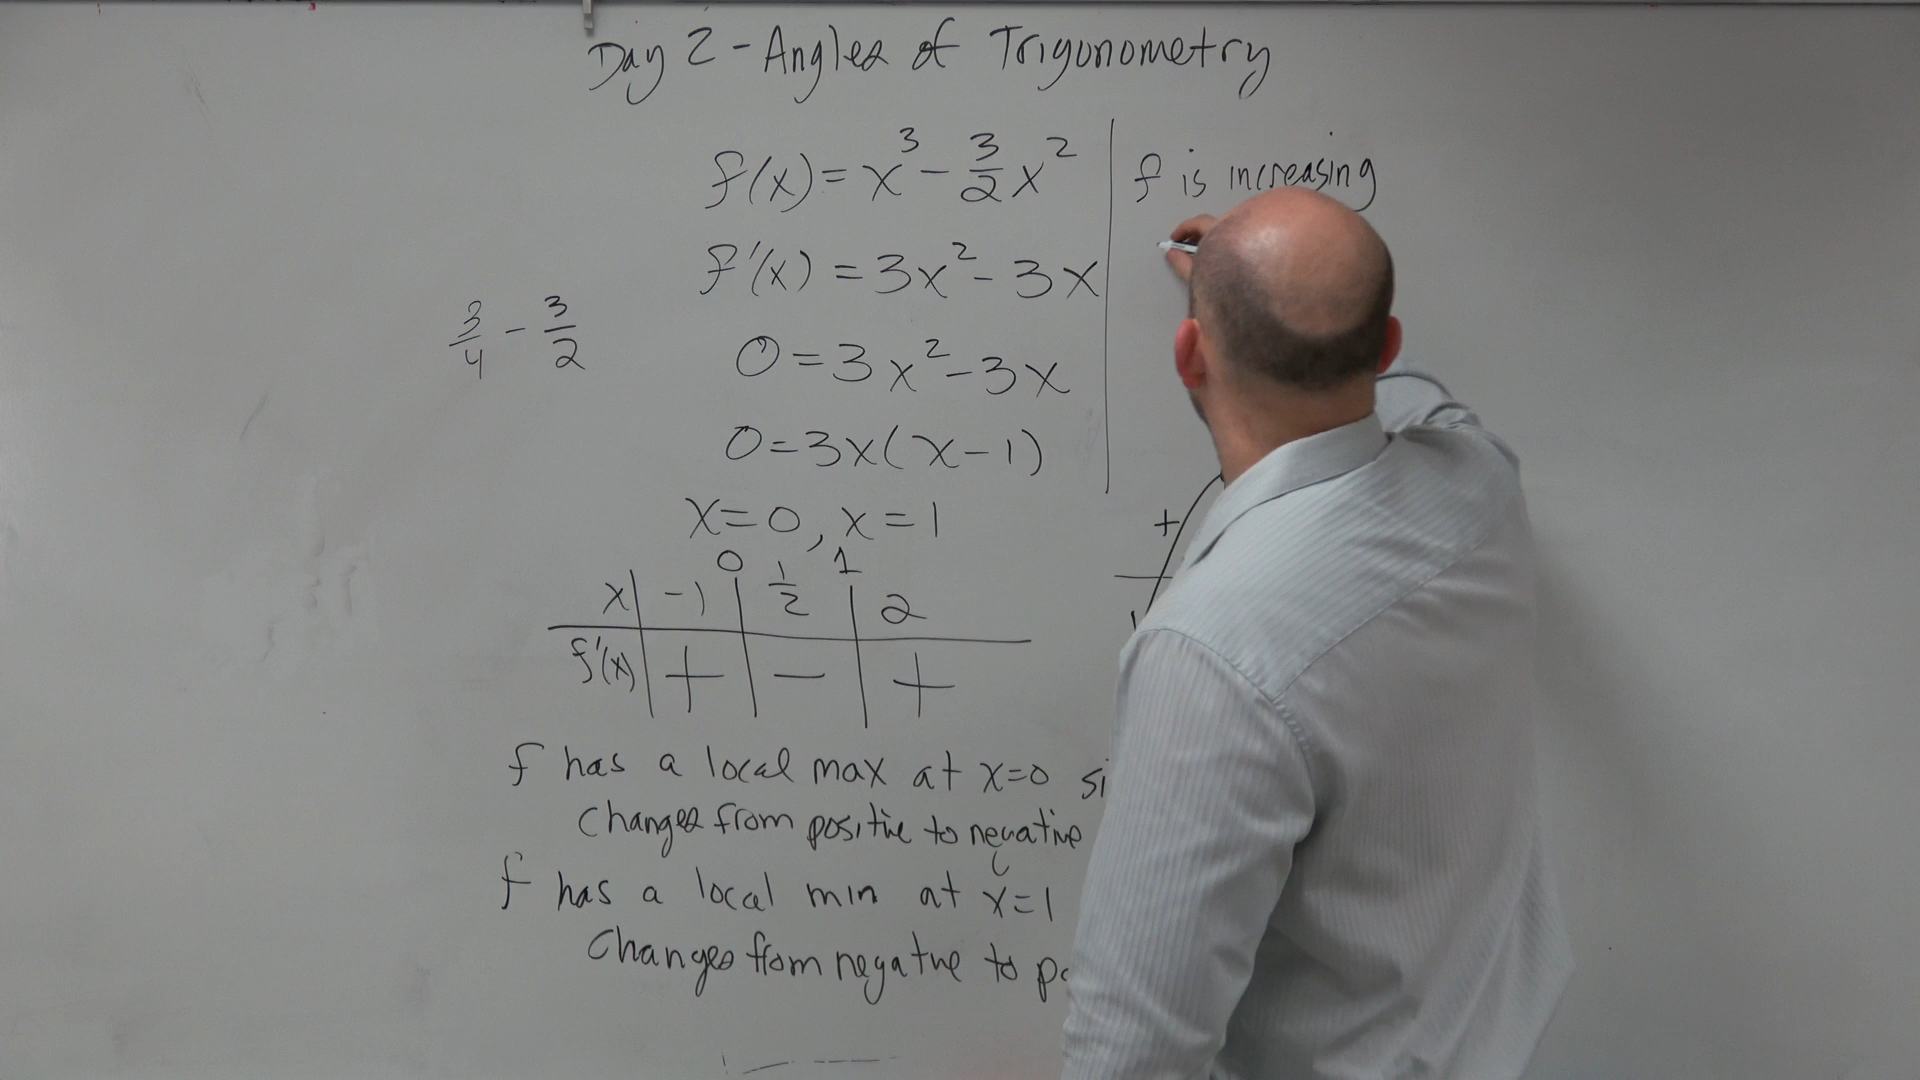 Day 2 - Angles of Trigonometry
f(x) = x³ - 3/2 x²
f is increasing
f'(x) = 3x² - 3x
3/4 - 3/2
0 = 3x² - 3x
0 = 3x(x - 1)
x = 0, x = 1
+
0 1
x -1 1/2 2
f'(x) + - +
f has a local max at x=0
changes from positive to negative
f has a local min at x=1
changes from negative to